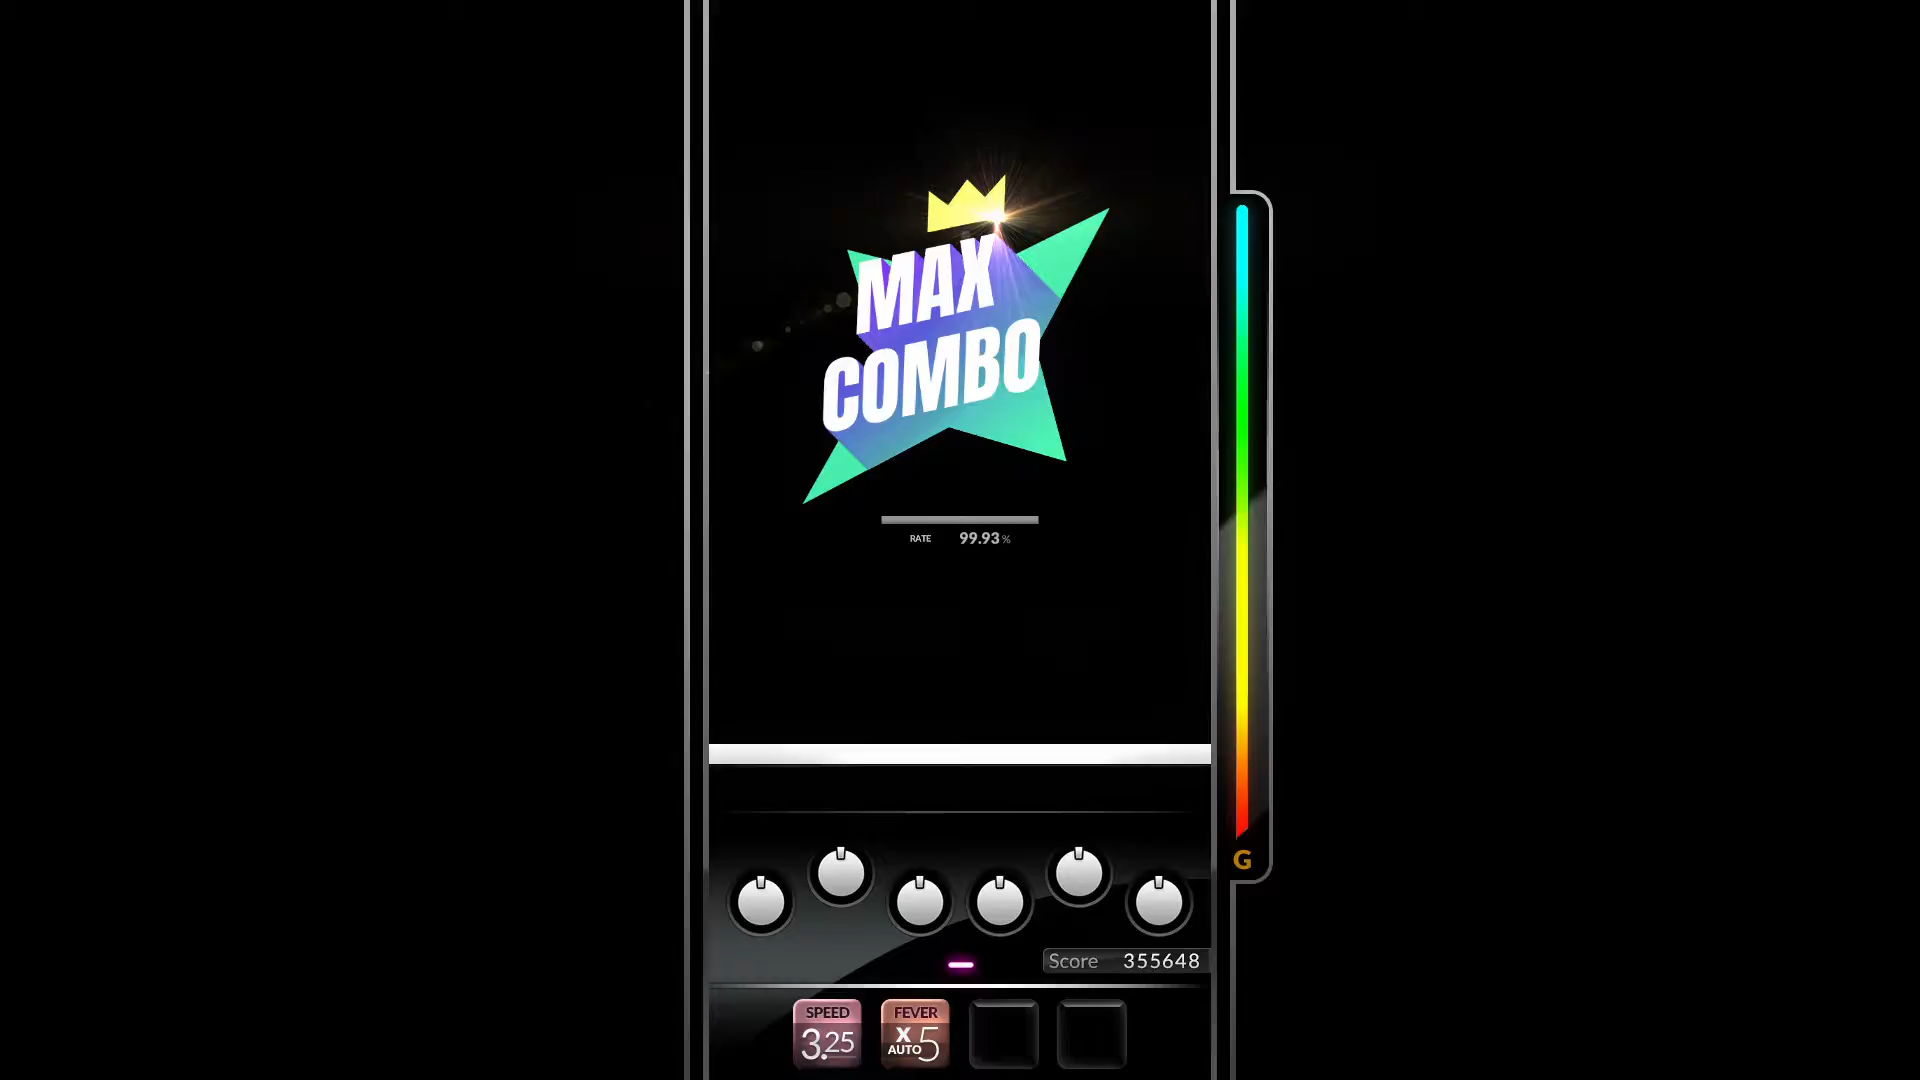 MAX
COMBO
RATE 99.93%
G
Score 355648
SPEED
3.25
FEVER
X
AUTO 5